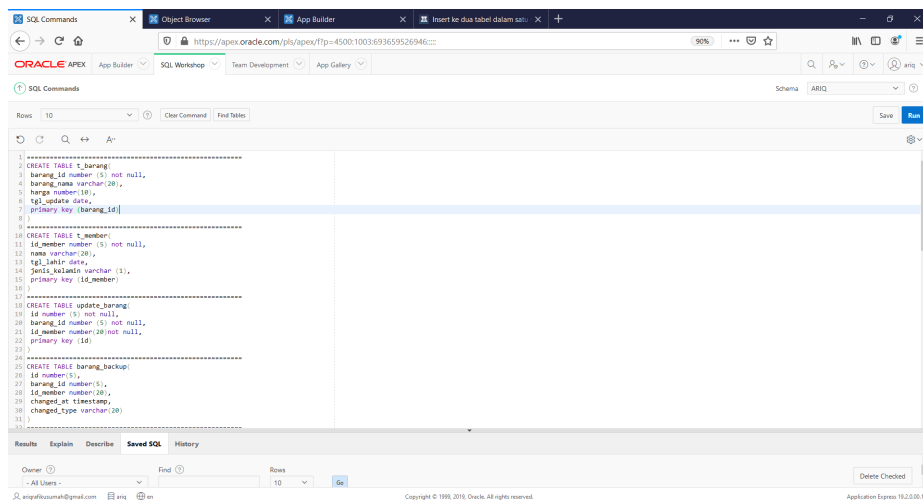 SQL Commands
Object Browser
App Builder
Insert ke dua tabel dalam satu
https://apex.oracle.com/pls/apex/f?p=4500:1003:693659526946:::::
90%
ORACLE APEX App Builder SQL Workshop Team Development App Gallery
ariq
SQL Commands
Schema ARIQ
Rows 10 Clear Command Find Tables
Save Run
A··
1 =======================================================
2 CREATE TABLE t_barang(
3 barang_id number (5) not null,
4 barang_nama varchar(20),
5 harga number(10),
6 tgl_update date,
7 primary key (barang_id)
8 )
9 =======================================================
10 CREATE TABLE t_member(
11 id_member number (5) not null,
12 nama varchar(20),
13 tgl_lahir date,
14 jenis_kelamin varchar (1),
15 primary key (id_member)
16 )
17 =======================================================
18 CREATE TABLE update_barang(
19 id number (5) not null,
20 barang_id number (5) not null,
21 id_member number(20)not null,
22 primary key (id)
23 )
24 =======================================================
25 CREATE TABLE barang_backup(
26 id number(5),
27 barang_id number(5),
28 id_member number(20),
29 changed_at timestamp,
30 changed_type varchar(20)
31 )
33 =======================================================
Results Explain Describe Saved SQL History
Owner Find Rows
- All Users - 10 Go
Delete Checked
ariqrafikusumah@gmail.com ariq en
Copyright © 1999, 2019, Oracle. All rights reserved.
Application Express 19.2.0.00.